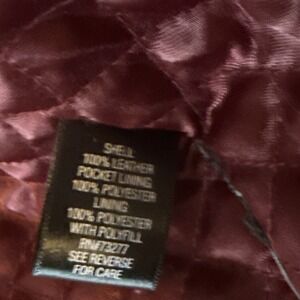 SHELL
100% LEATHER
POCKET LINING
100% POLYESTER
LINING
100% POLYESTER
WITH POLYFILL
RN#73277
SEE REVERSE
FOR CARE